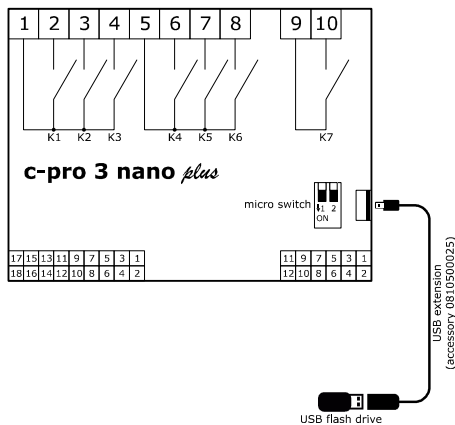 1 2 3 4 5 6 7 8 9 10
K1 K2 K3 K4 K5 K6 K7
c-pro 3 nano plus
micro switch
1 2
ON
17 15 13 11 9 7 5 3 1
18 16 14 12 10 8 6 4 2
11 9 7 5 3 1
12 10 8 6 4 2
USB extension
(accessory 0810500025)
USB flash drive